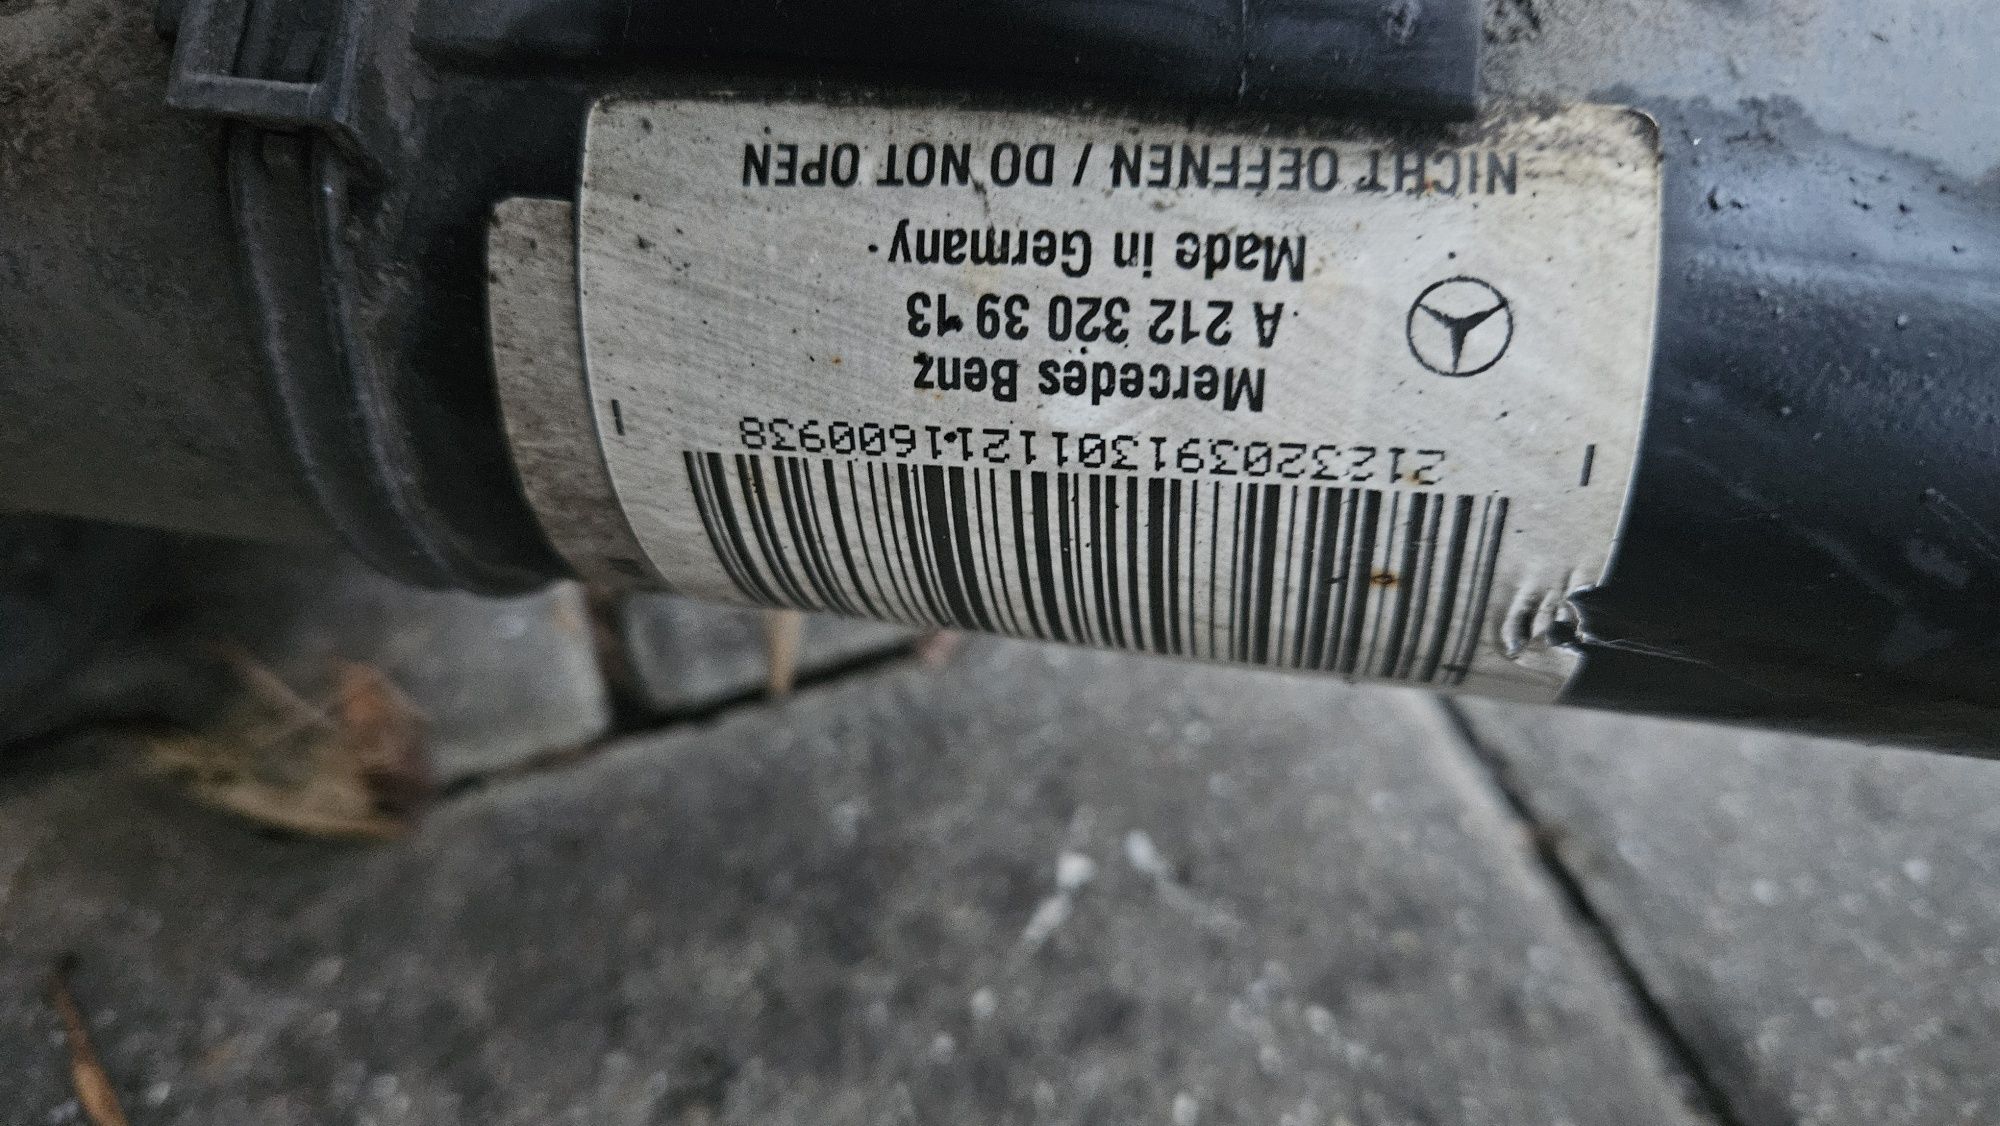 2123203913011211600938
Mercedes Benz
A 212 320 39 13
Made in Germany
NICHT OEFFNEN / DO NOT OPEN